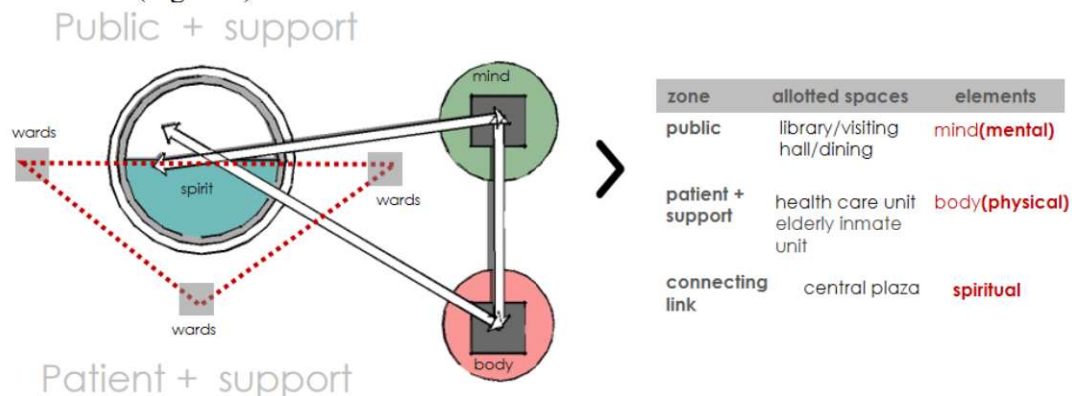 Public + support
mind
wards
spirit
wards
wards
body
Patient + support
zone allotted spaces elements
public library/visiting mind(mental)
hall/dining
patient + health care unit body(physical)
support elderly inmate
unit
connecting central plaza spiritual
link